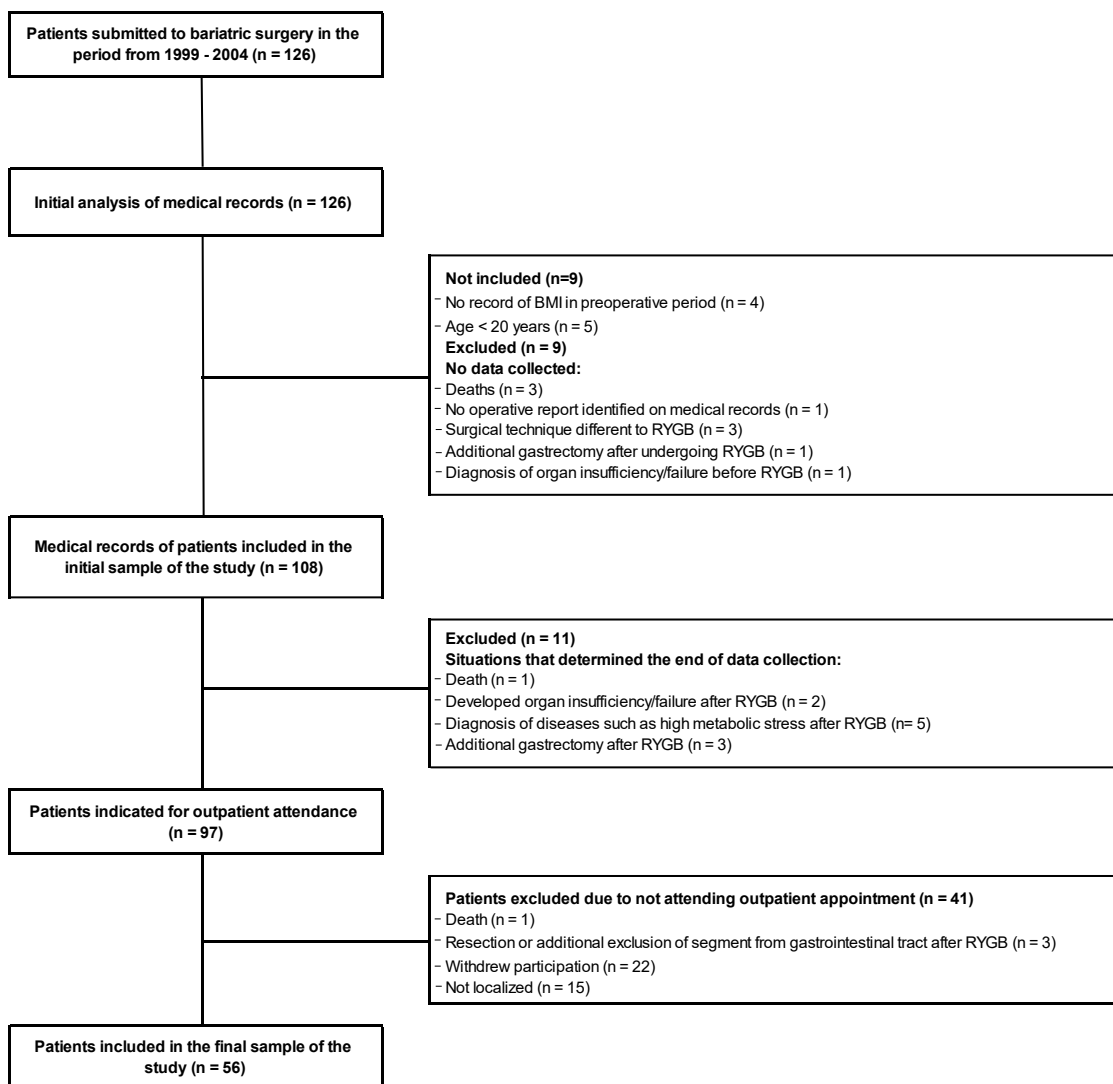 Patients submitted to bariatric surgery in the
period from 1999 - 2004 (n = 126)
Initial analysis of medical records (n = 126)
Not included (n=9)
- No record of BMI in preoperative period (n = 4)
- Age < 20 years (n = 5)
Excluded (n = 9)
No data collected:
- Deaths (n = 3)
- No operative report identified on medical records (n = 1)
- Surgical technique different to RYGB (n = 3)
- Additional gastrectomy after undergoing RYGB (n = 1)
- Diagnosis of organ insufficiency/failure before RYGB (n = 1)
Medical records of patients included in the
initial sample of the study (n = 108)
Excluded (n = 11)
Situations that determined the end of data collection:
- Death (n = 1)
- Developed organ insufficiency/failure after RYGB (n = 2)
- Diagnosis of diseases such as high metabolic stress after RYGB (n= 5)
- Additional gastrectomy after RYGB (n = 3)
Patients indicated for outpatient attendance
(n = 97)
Patients excluded due to not attending outpatient appointment (n = 41)
- Death (n = 1)
- Resection or additional exclusion of segment from gastrointestinal tract after RYGB (n = 3)
- Withdrew participation (n = 22)
- Not localized (n = 15)
Patients included in the final sample of the
study (n = 56)